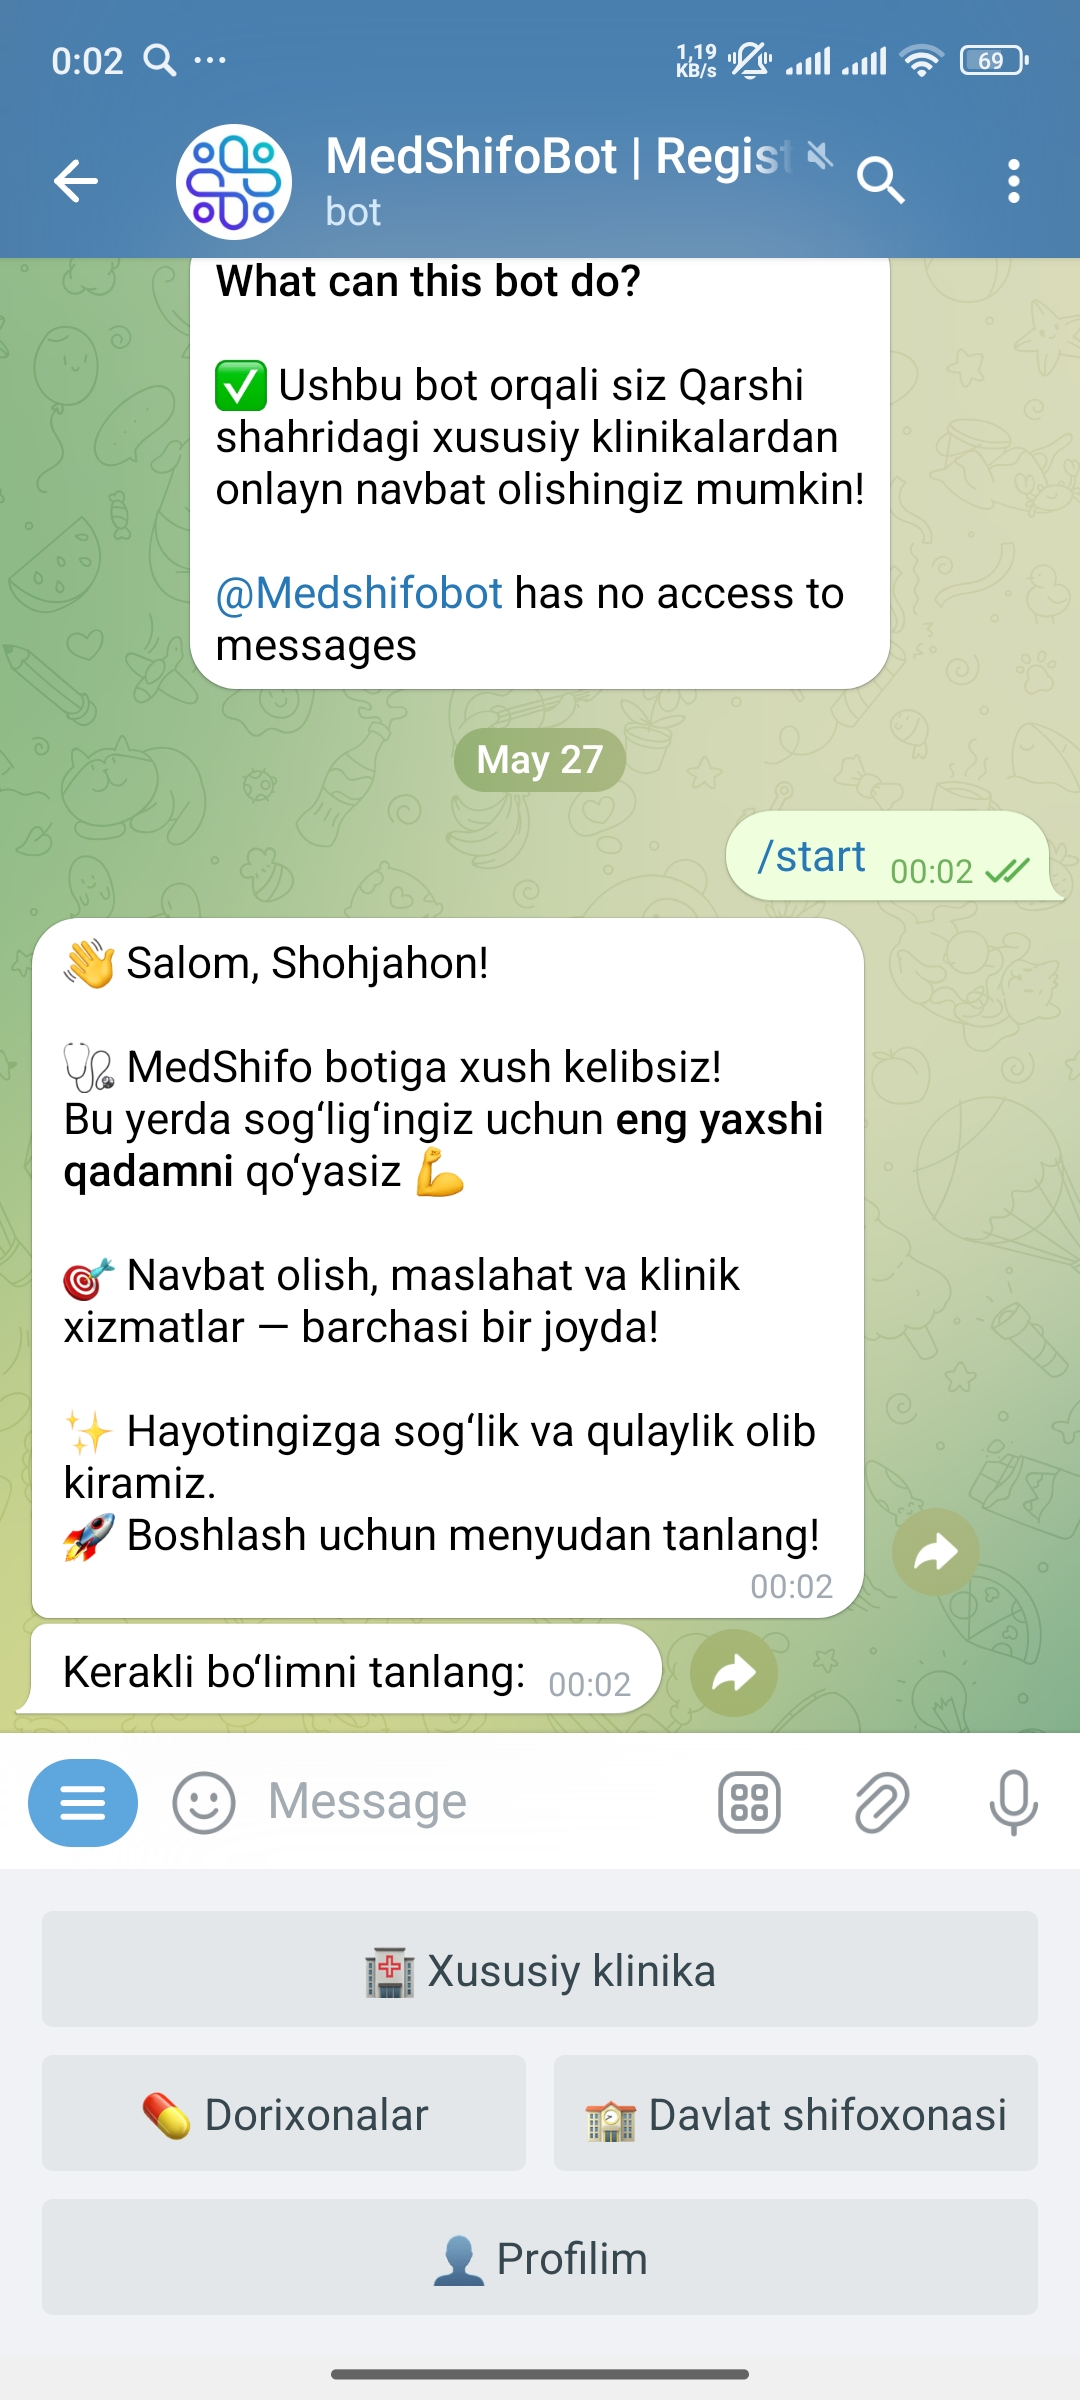 0:02 ... 1,19 KB/s 69
MedShifoBot | Regist
bot
What can this bot do?
✅ Ushbu bot orqali siz Qarshi
shahridagi xususiy klinikalardan
onlayn navbat olishingiz mumkin!
@Medshifobot has no access to
messages
May 27
/start 00:02
👋 Salom, Shohjahon!
🩺 MedShifo botiga xush kelibsiz!
Bu yerda sog‘lig‘ingiz uchun eng yaxshi
qadamni qo‘yasiz 💪
🎯 Navbat olish, maslahat va klinik
xizmatlar — barchasi bir joyda!
✨ Hayotingizga sog‘lik va qulaylik olib
kiramiz.
🚀 Boshlash uchun menyudan tanlang!
00:02
Kerakli bo‘limni tanlang: 00:02
Message
🏥 Xususiy klinika
💊 Dorixonalar
🏫 Davlat shifoxonasi
👤 Profilim